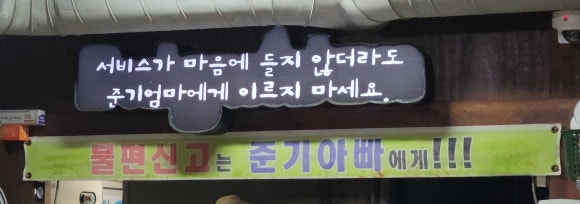 서비스가 마음에 들지 않더라도
준기엄마에게 이르지 마세요.
불편신고는 준기아빠에게!!!